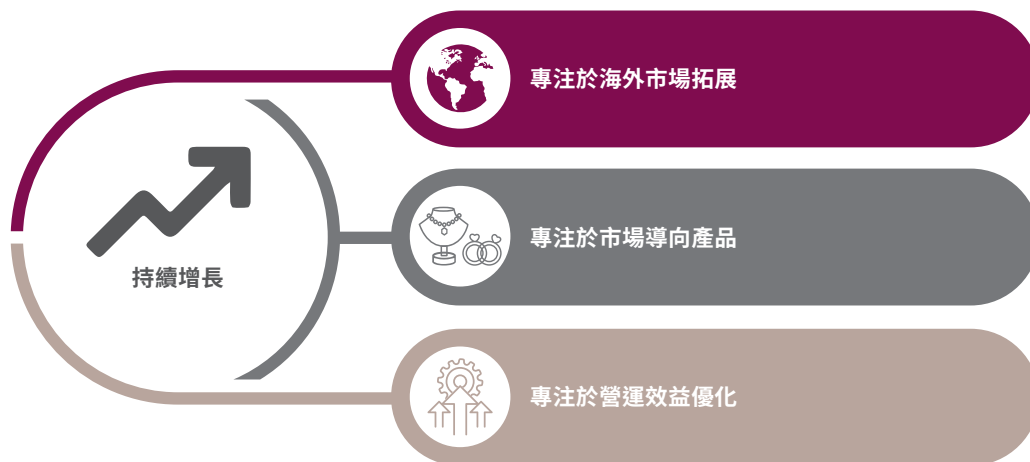 專注於海外市場拓展
持續增長
專注於市場導向產品
專注於營運效益優化